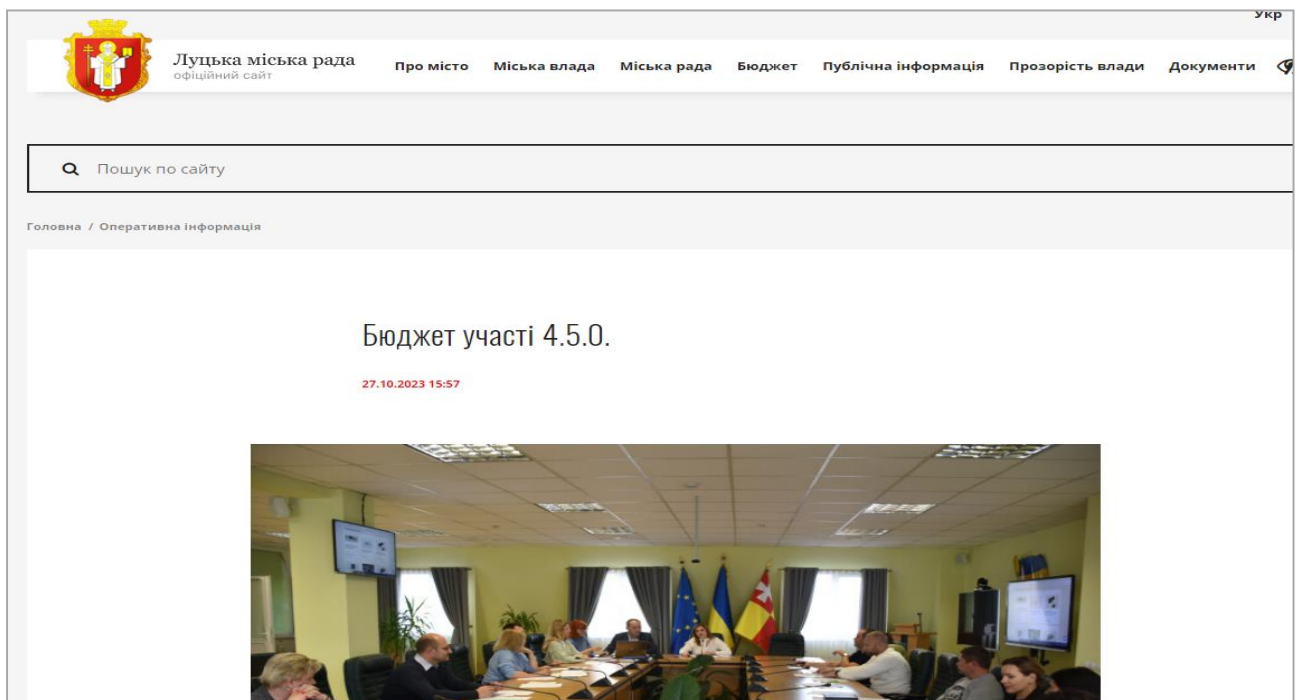 Укр
Луцька міська рада
офіційний сайт
Про місто Міська влада Міська рада Бюджет Публічна інформація Прозорість влади Документи
Пошук по сайту
Головна / Оперативна інформація
Бюджет участі 4.5.0.
27.10.2023 15:57